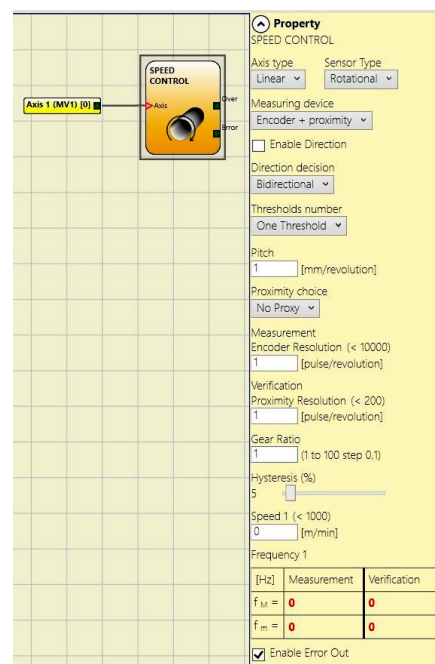 Property
SPEED CONTROL
Axis type Sensor Type
Linear Rotational
Measuring device
Encoder + proximity
Enable Direction
Direction decision
Bidirectional
Thresholds number
One Threshold
Pitch
1 [mm/revolution]
Proximity choice
No Proxy
Measurement
Encoder Resolution (< 10000)
1 [pulse/revolution]
Verification
Proximity Resolution (< 200)
1 [pulse/revolution]
Gear Ratio
1 (1 to 100 step 0,1)
Hysteresis (%)
5
Speed 1 (< 1000)
0 [m/min]
Frequency 1
[Hz] Measurement Verification
f M = 0 0
f m = 0 0
Enable Error Out
SPEED
CONTROL
Axis 1 (MV1) [0]
Axis
Over
Error